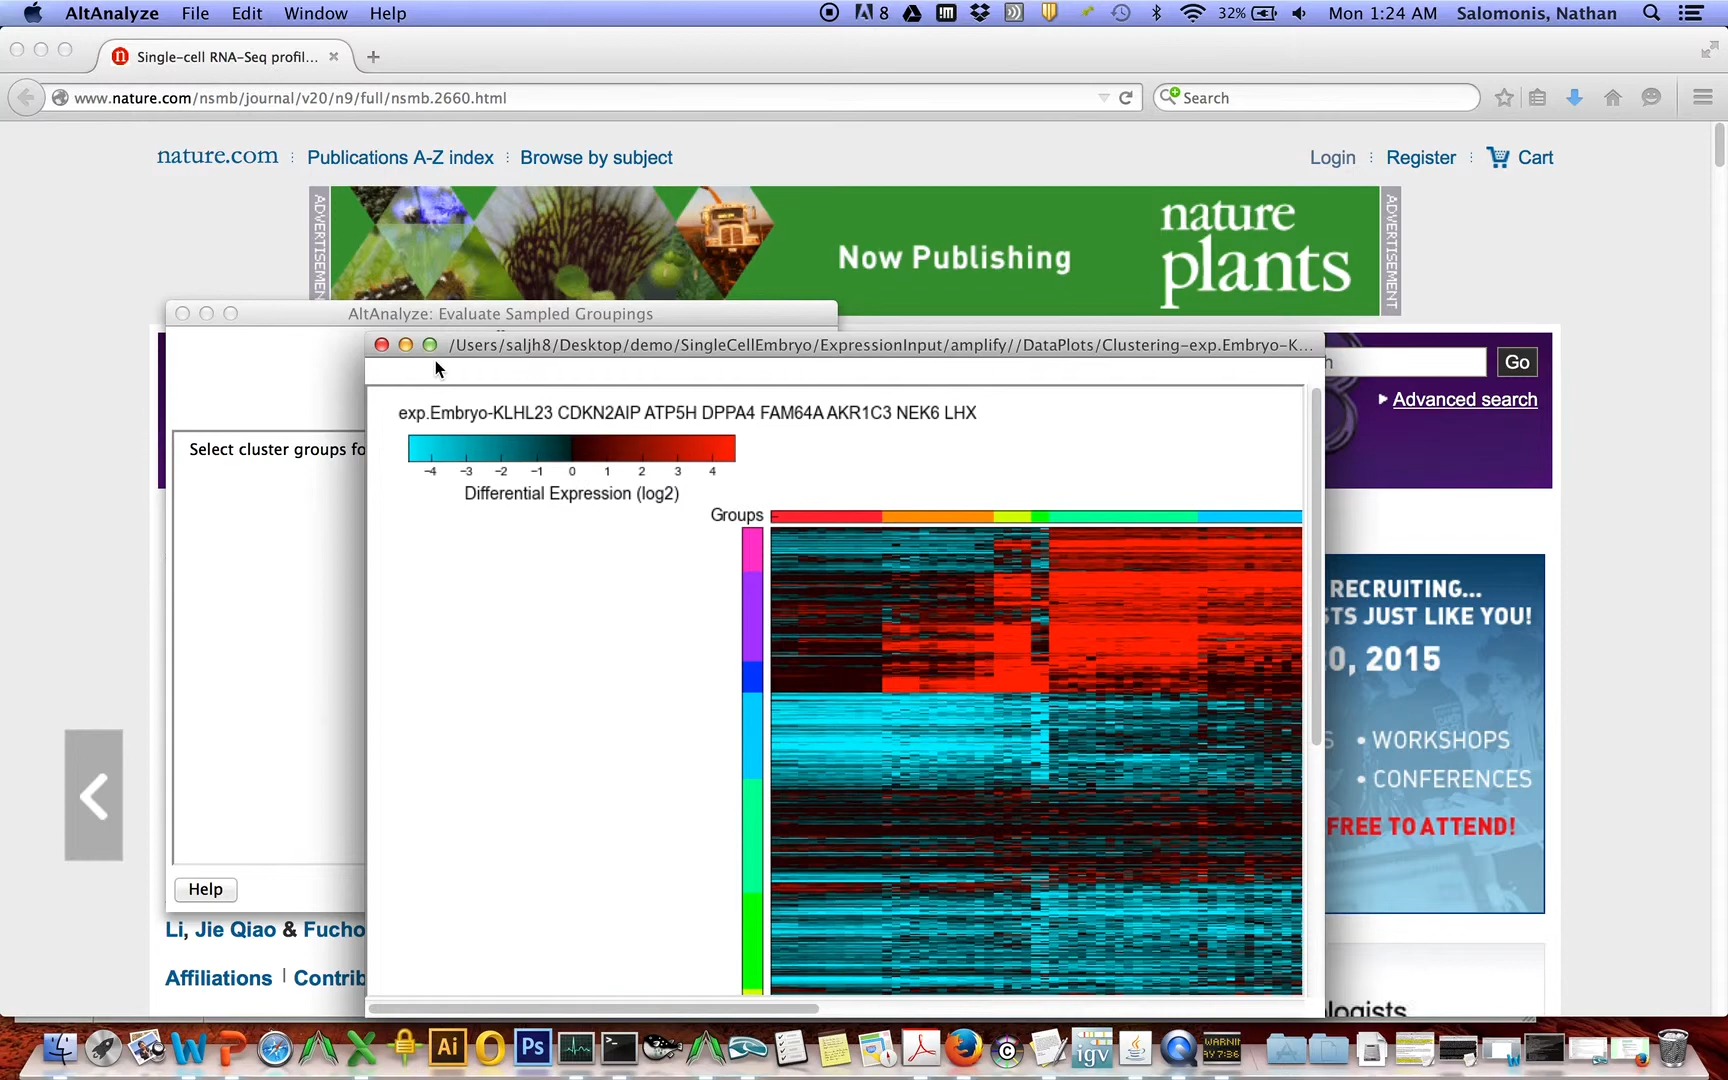 AltAnalyze File Edit Window Help
8
32%
Mon 1:24 AM Salomonis, Nathan
Single-cell RNA-Seq profil...
www.nature.com/nsmb/journal/v20/n9/full/nsmb.2660.html
Search
nature.com Publications A-Z index Browse by subject
Login Register Cart
ADVERTISEMENT
Now Publishing
nature
plants
ADVERTISEMENT
AltAnalyze: Evaluate Sampled Groupings
/Users/saljh8/Desktop/demo/SingleCellEmbryo/ExpressionInput/amplify//DataPlots/Clustering-exp.Embryo-K...
Go
Advanced search
Select cluster groups fo
exp.Embryo-KLHL23 CDKN2AIP ATP5H DPPA4 FAM64A AKR1C3 NEK6 LHX
−4 −3 −2 −1 0 1 2 3 4
Differential Expression (log2)
Groups
RECRUITING...
STS JUST LIKE YOU!
0, 2015
S • WORKSHOPS
• CONFERENCES
FREE TO ATTEND!
Help
Li, Jie Qiao & Fucho
Affiliations Contrib
ologists
Ai
Ps
igv
WARNIN